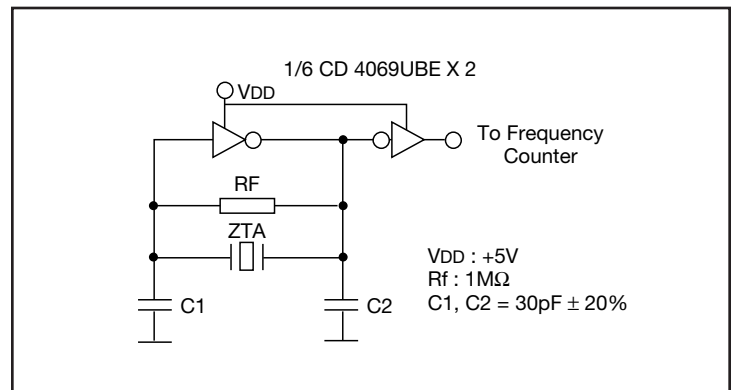 1/6 CD 4069UBE X 2
VDD
To Frequency
Counter
RF
ZTA
C1
C2
VDD : +5V
Rf : 1MΩ
C1, C2 = 30pF ± 20%